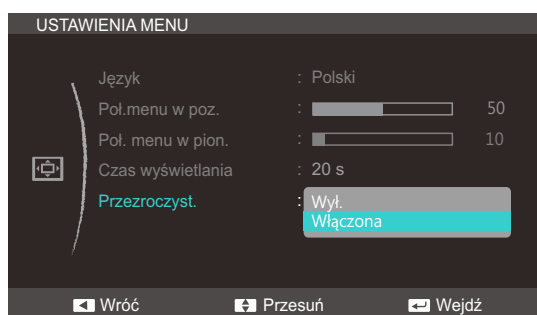 USTAWIENIA MENU
Język : Polski
Poł.menu w poz. : 50
Poł. menu w pion. : 10
Czas wyświetlania : 20 s
Przezroczyst. : Wył.
Włączona
Wróć Przesuń Wejdź